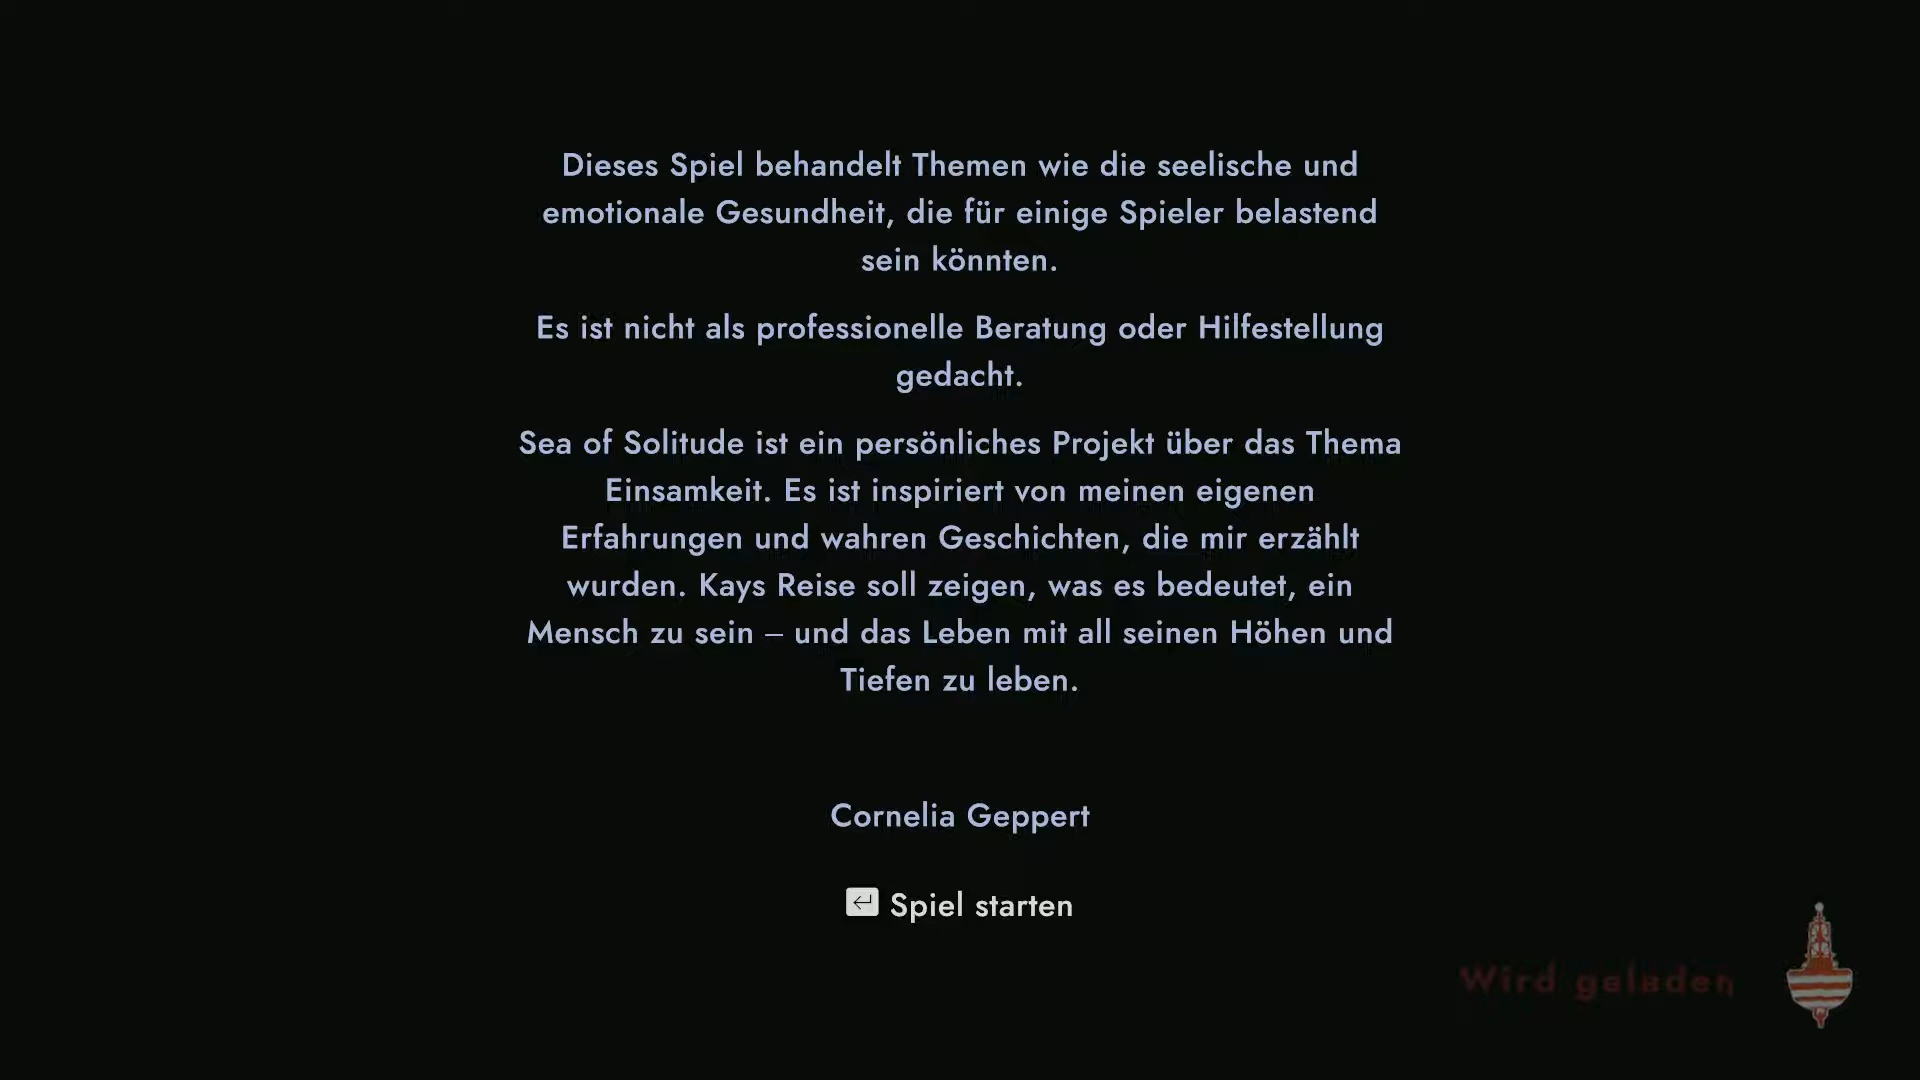 Dieses Spiel behandelt Themen wie die seelische und
emotionale Gesundheit, die für einige Spieler belastend
sein könnten.
Es ist nicht als professionelle Beratung oder Hilfestellung
gedacht.
Sea of Solitude ist ein persönliches Projekt über das Thema
Einsamkeit. Es ist inspiriert von meinen eigenen
Erfahrungen und wahren Geschichten, die mir erzählt
wurden. Kays Reise soll zeigen, was es bedeutet, ein
Mensch zu sein – und das Leben mit all seinen Höhen und
Tiefen zu leben.
Cornelia Geppert
Spiel starten
Wird geladen